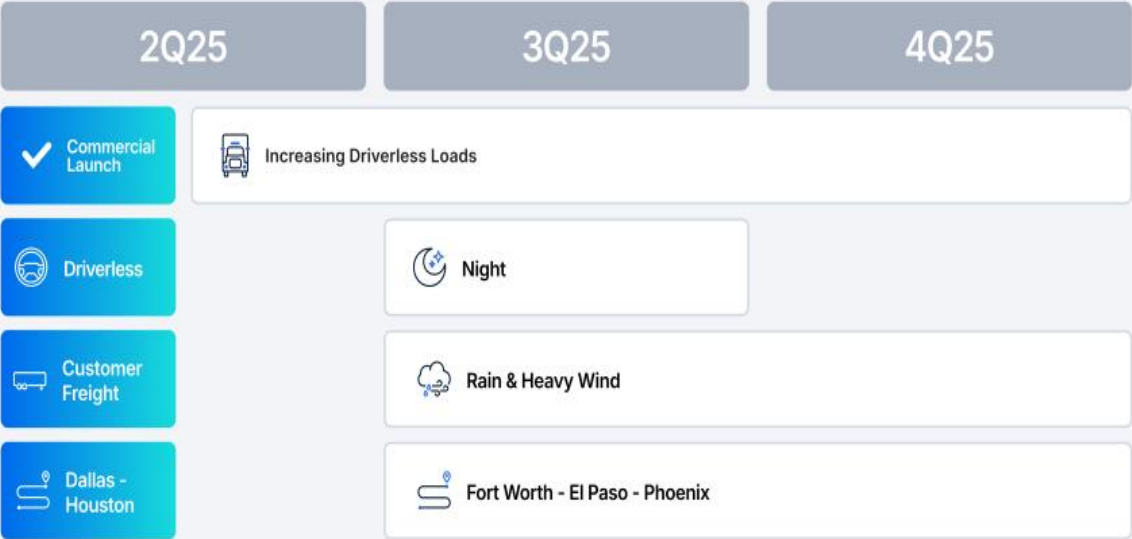 2Q25
3Q25
4Q25
Commercial
Launch
Increasing Driverless Loads
Driverless
Night
Customer
Freight
Rain & Heavy Wind
Dallas -
Houston
Fort Worth - El Paso - Phoenix